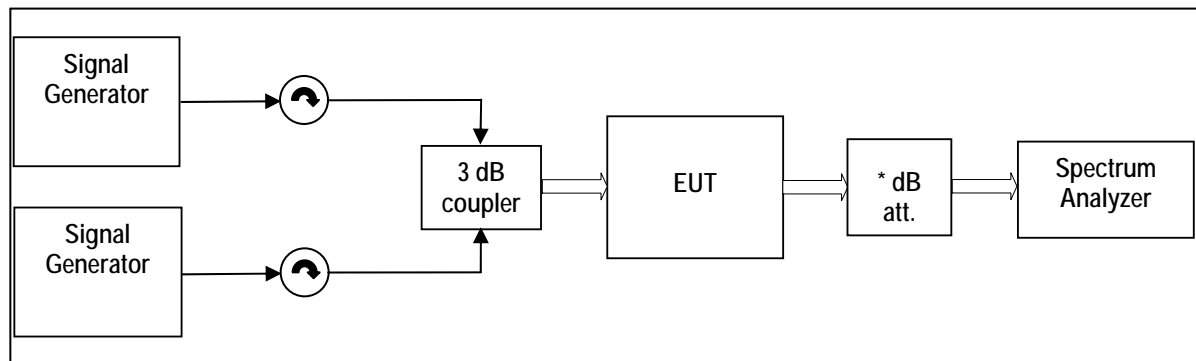 Signal
Generator
3 dB
coupler
EUT
* dB
att.
Spectrum
Analyzer
Signal
Generator